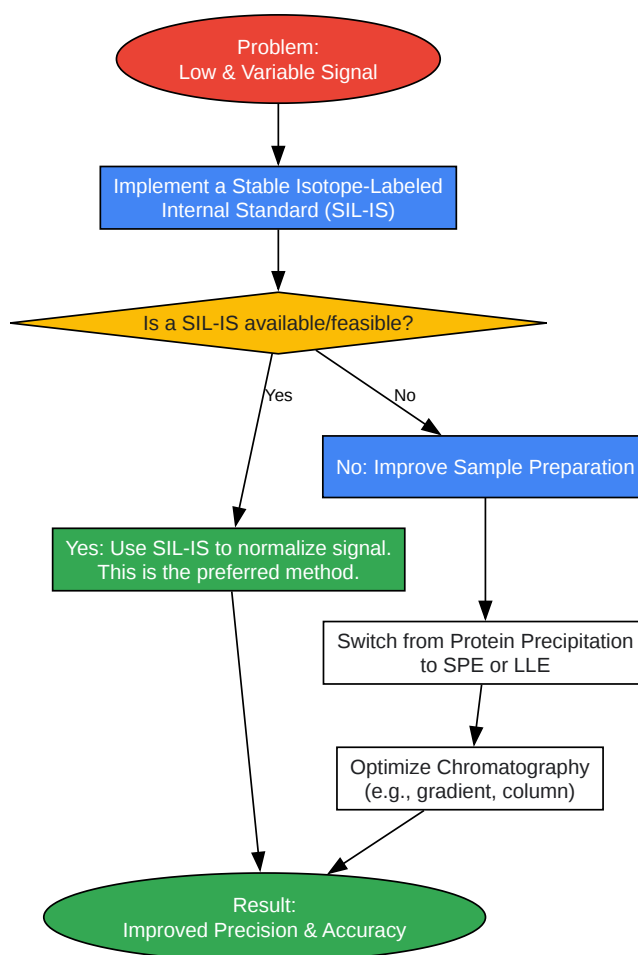 Problem:
Low & Variable Signal
Implement a Stable Isotope-Labeled
Internal Standard (SIL-IS)
Is a SIL-IS available/feasible?
Yes
No
No: Improve Sample Preparation
Yes: Use SIL-IS to normalize signal.
This is the preferred method.
Switch from Protein Precipitation
to SPE or LLE
Optimize Chromatography
(e.g., gradient, column)
Result:
Improved Precision & Accuracy